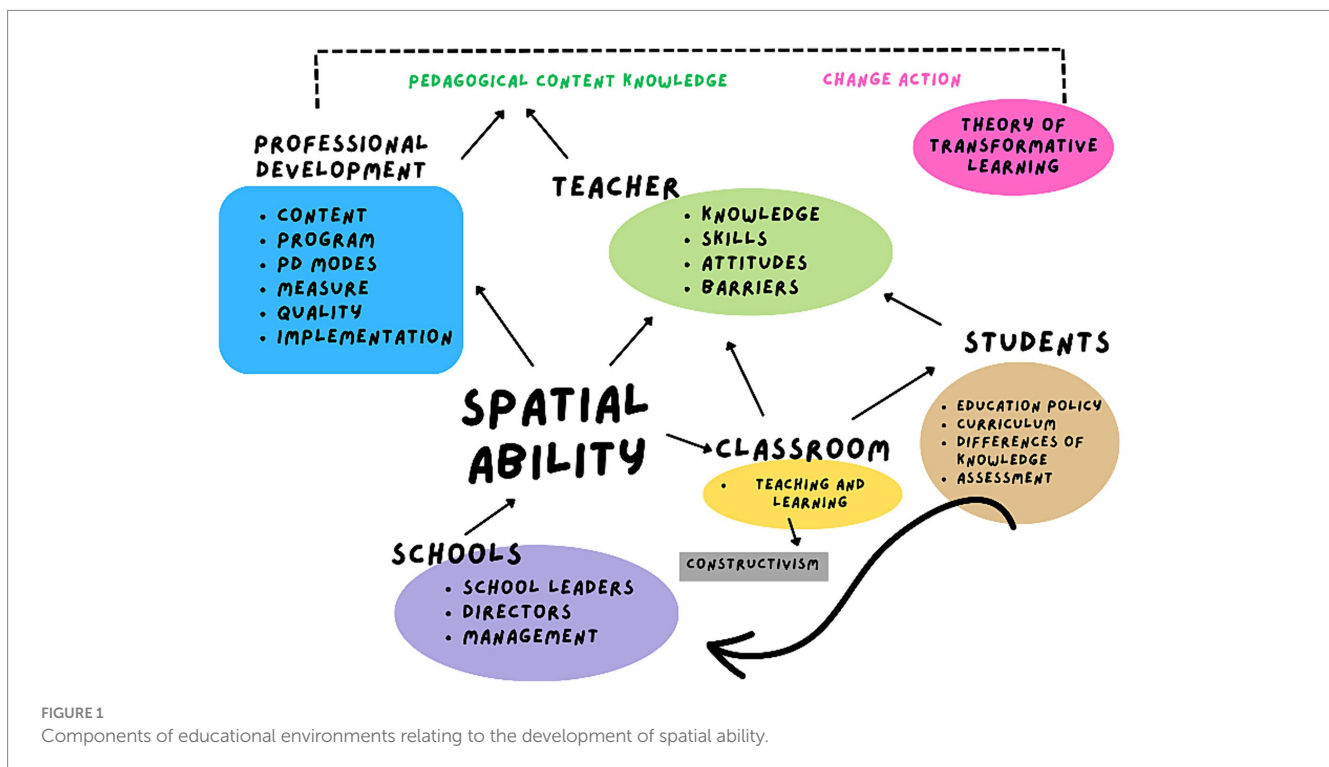 PEDAGOGICAL CONTENT KNOWLEDGE
CHANGE ACTION
THEORY OF
TRANSFORMATIVE
LEARNING
PROFESSIONAL
DEVELOPMENT
• CONTENT
• PROGRAM
• PD MODES
• MEASURE
• QUALITY
• IMPLEMENTATION
TEACHER
• KNOWLEDGE
• SKILLS
• ATTITUDES
• BARRIERS
STUDENTS
• EDUCATION POLICY
• CURRICULUM
• DIFFERENCES OF
KNOWLEDGE
• ASSESSMENT
SPATIAL
ABILITY
CLASSROOM
• TEACHING AND
LEARNING
CONSTRUCTIVISM
SCHOOLS
• SCHOOL LEADERS
• DIRECTORS
• MANAGEMENT
FIGURE 1
Components of educational environments relating to the development of spatial ability.